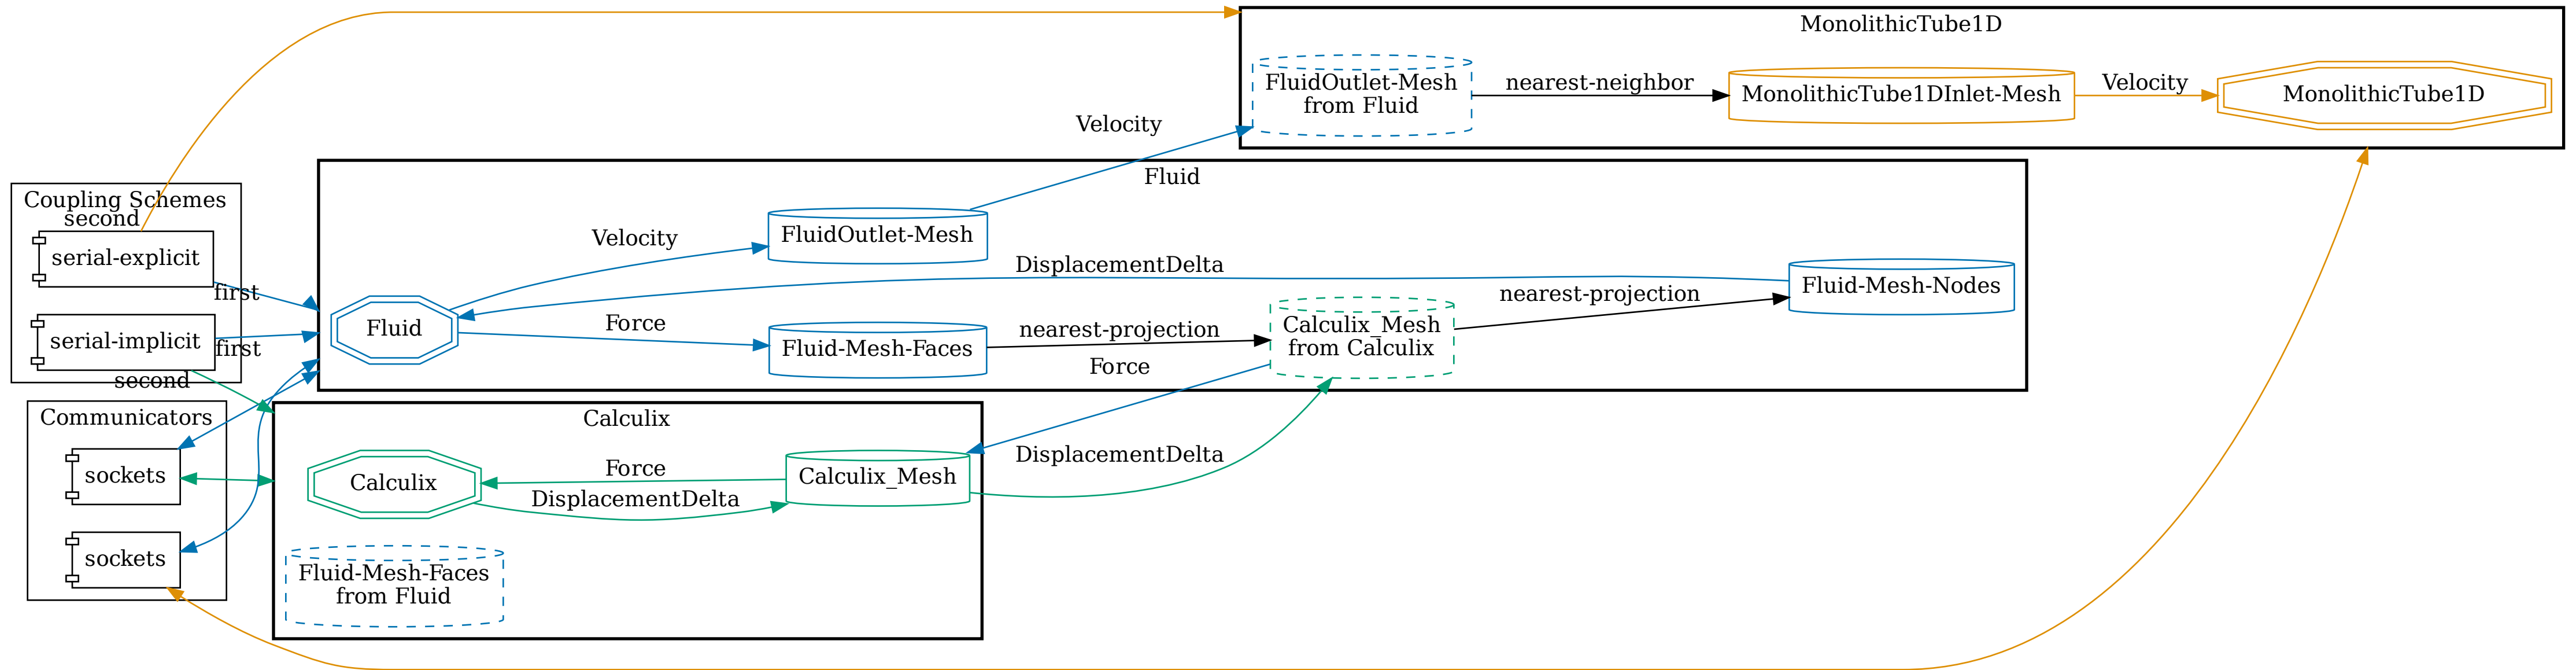 MonolithicTube1D
FluidOutlet-Mesh
from Fluid
nearest-neighbor
MonolithicTube1DInlet-Mesh
Velocity
MonolithicTube1D
Velocity
Fluid
Coupling Schemes
second
serial-explicit
first
serial-implicit
first
second
Velocity
FluidOutlet-Mesh
DisplacementDelta
Fluid-Mesh-Nodes
Fluid
Force
Fluid-Mesh-Faces
nearest-projection
Calculix_Mesh
from Calculix
nearest-projection
Force
Communicators
sockets
sockets
Calculix
Calculix
Force
DisplacementDelta
Calculix_Mesh
DisplacementDelta
Fluid-Mesh-Faces
from Fluid